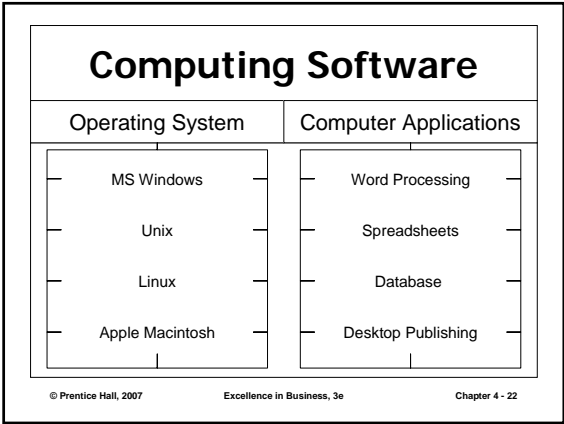 Computing Software
Operating System
Computer Applications
MS Windows
Unix
Linux
Apple Macintosh
Word Processing
Spreadsheets
Database
Desktop Publishing
© Prentice Hall, 2007 Excellence in Business, 3e Chapter 4 - 22